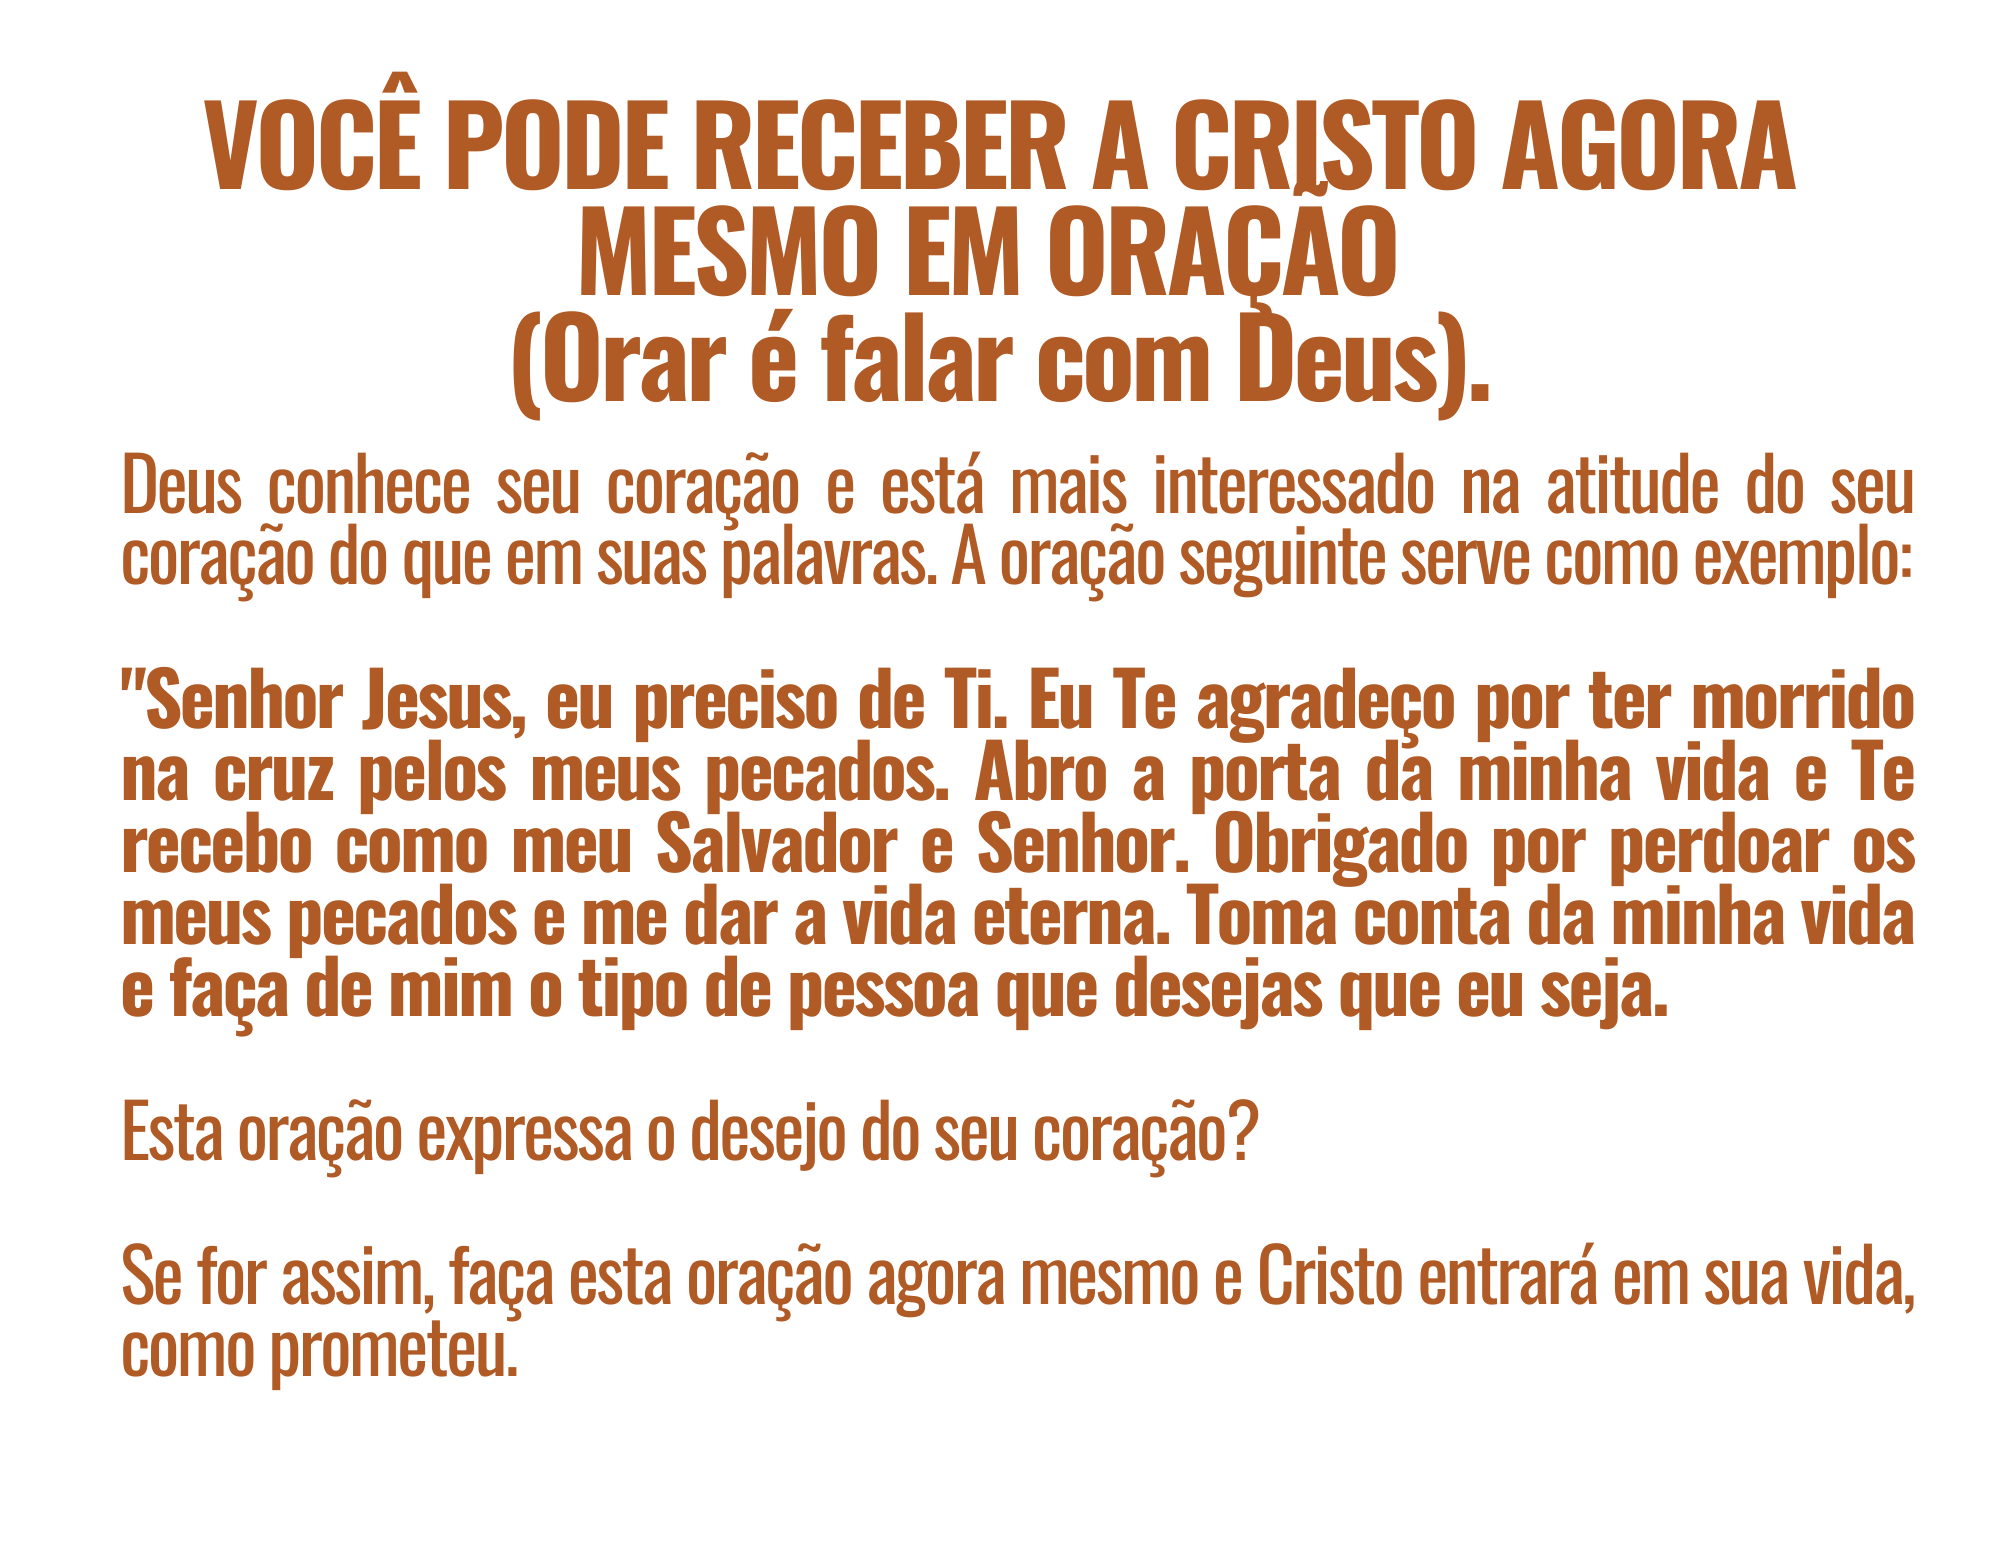 VOCÊ PODE RECEBER A CRISTO AGORA
MESMO EM ORAÇÃO
(Orar é falar com Deus).
Deus conhece seu coração e está mais interessado na atitude do seu
coração do que em suas palavras. A oração seguinte serve como exemplo:
"Senhor Jesus, eu preciso de Ti. Eu Te agradeço por ter morrido
na cruz pelos meus pecados. Abro a porta da minha vida e Te
recebo como meu Salvador e Senhor. Obrigado por perdoar os
meus pecados e me dar a vida eterna. Toma conta da minha vida
e faça de mim o tipo de pessoa que desejas que eu seja.
Esta oração expressa o desejo do seu coração?
Se for assim, faça esta oração agora mesmo e Cristo entrará em sua vida,
como prometeu.